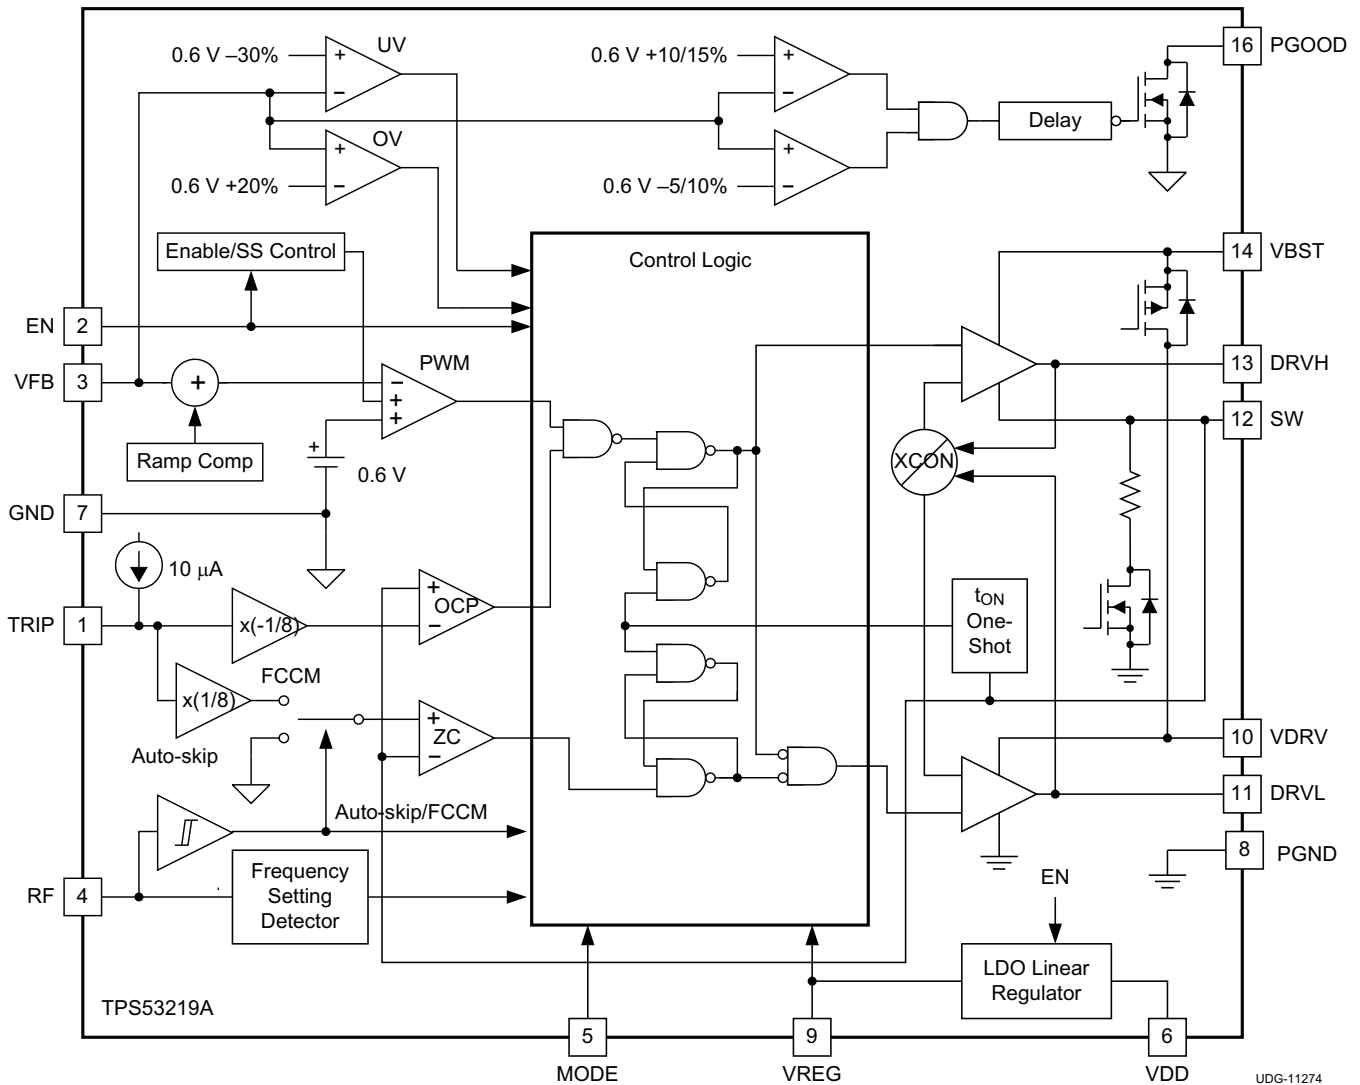 UV
0.6 V –30%
+
–
OV
+
0.6 V +20%
–
0.6 V +10/15%
+
–
+
0.6 V –5/10%
–
Delay
16
PGOOD
Enable/SS Control
Control Logic
14
VBST
EN
2
VFB
3
+
PWM
–
+
+
Ramp Comp
+
0.6 V
13
DRVH
12
SW
XCON
GND
7
10 μA
TRIP
1
x(-1/8)
+
OCP
–
tON
One-
Shot
FCCM
x(1/8)
+
ZC
–
Auto-skip
10
VDRV
11
DRVL
Auto-skip/FCCM
8
PGND
RF
4
Frequency
Setting
Detector
EN
LDO Linear
Regulator
TPS53219A
5
9
6
MODE
VREG
VDD
UDG-11274